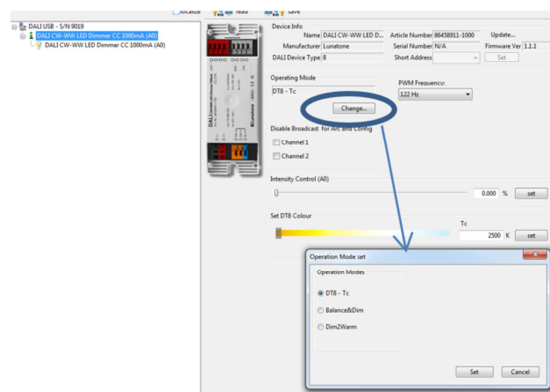 Read
Save
DALI USB - S/N 9019
DALI CW-WW LED Dimmer CC 1000mA (A0)
DALI CW-WW LED Dimmer CC 1000mA (A0)
Device Info
Name DALI CW-WW LED D... Article Number 86458911-1000 Update...
Manufacturer Lunatone Serial Number N/A Firmware Ver 1.1.1
DALI Device Type 8 Short Address Set
Operating Mode
PWM Frequency:
DT8 - Tc
122 Hz
Change...
Disable Broadcast for Arc and Config
Channel 1
Channel 2
Intensity Control (A0)
0.000 % set
Set DT8 Colour
Tc
2500 K set
Operation Mode set
Operation Modes
DT8 - Tc
Balance&Dim
Dim2Warm
Set Cancel